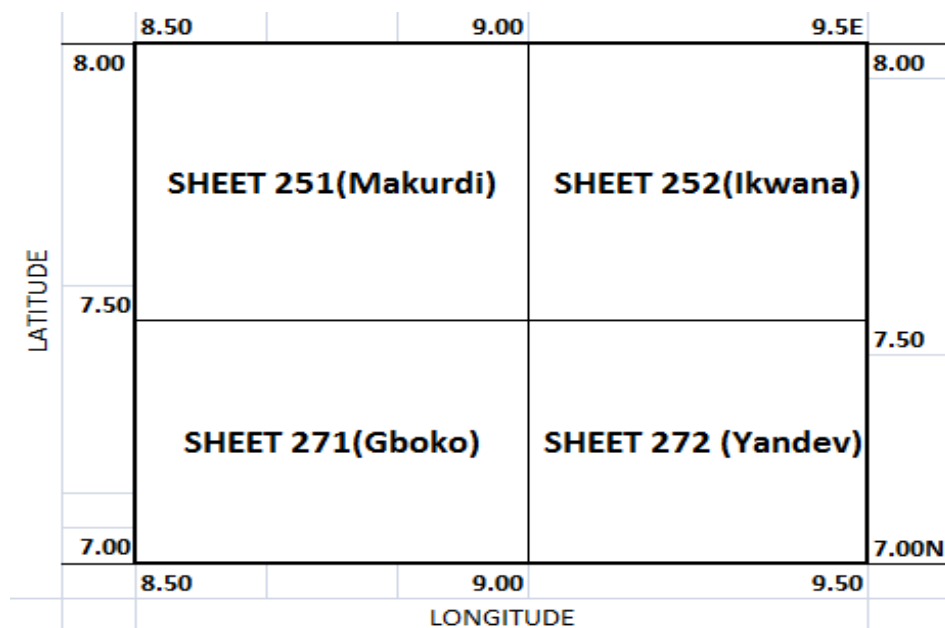 8.50 9.00 9.5E
8.00 8.00
SHEET 251(Makurdi) SHEET 252(Ikwana)
LATITUDE
7.50 7.50
SHEET 271(Gboko) SHEET 272 (Yandev)
7.00 7.00N
8.50 9.00 9.50
LONGITUDE